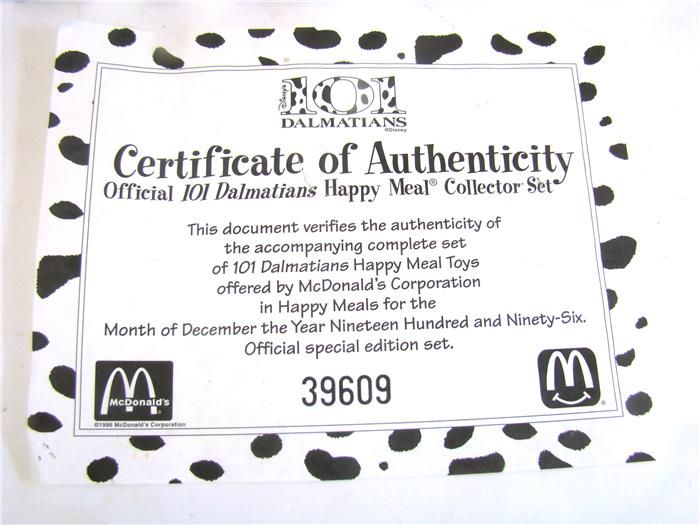 Disney's
101
DALMATIANS
©Disney
Certificate of Authenticity
Official 101 Dalmatians Happy Meal® Collector Set
This document verifies the authenticity of
the accompanying complete set
of 101 Dalmatians Happy Meal Toys
offered by McDonald's Corporation
in Happy Meals for the
Month of December the Year Nineteen Hundred and Ninety-Six.
Official special edition set.
McDonald's®
©1996 McDonald's Corporation
39609
®